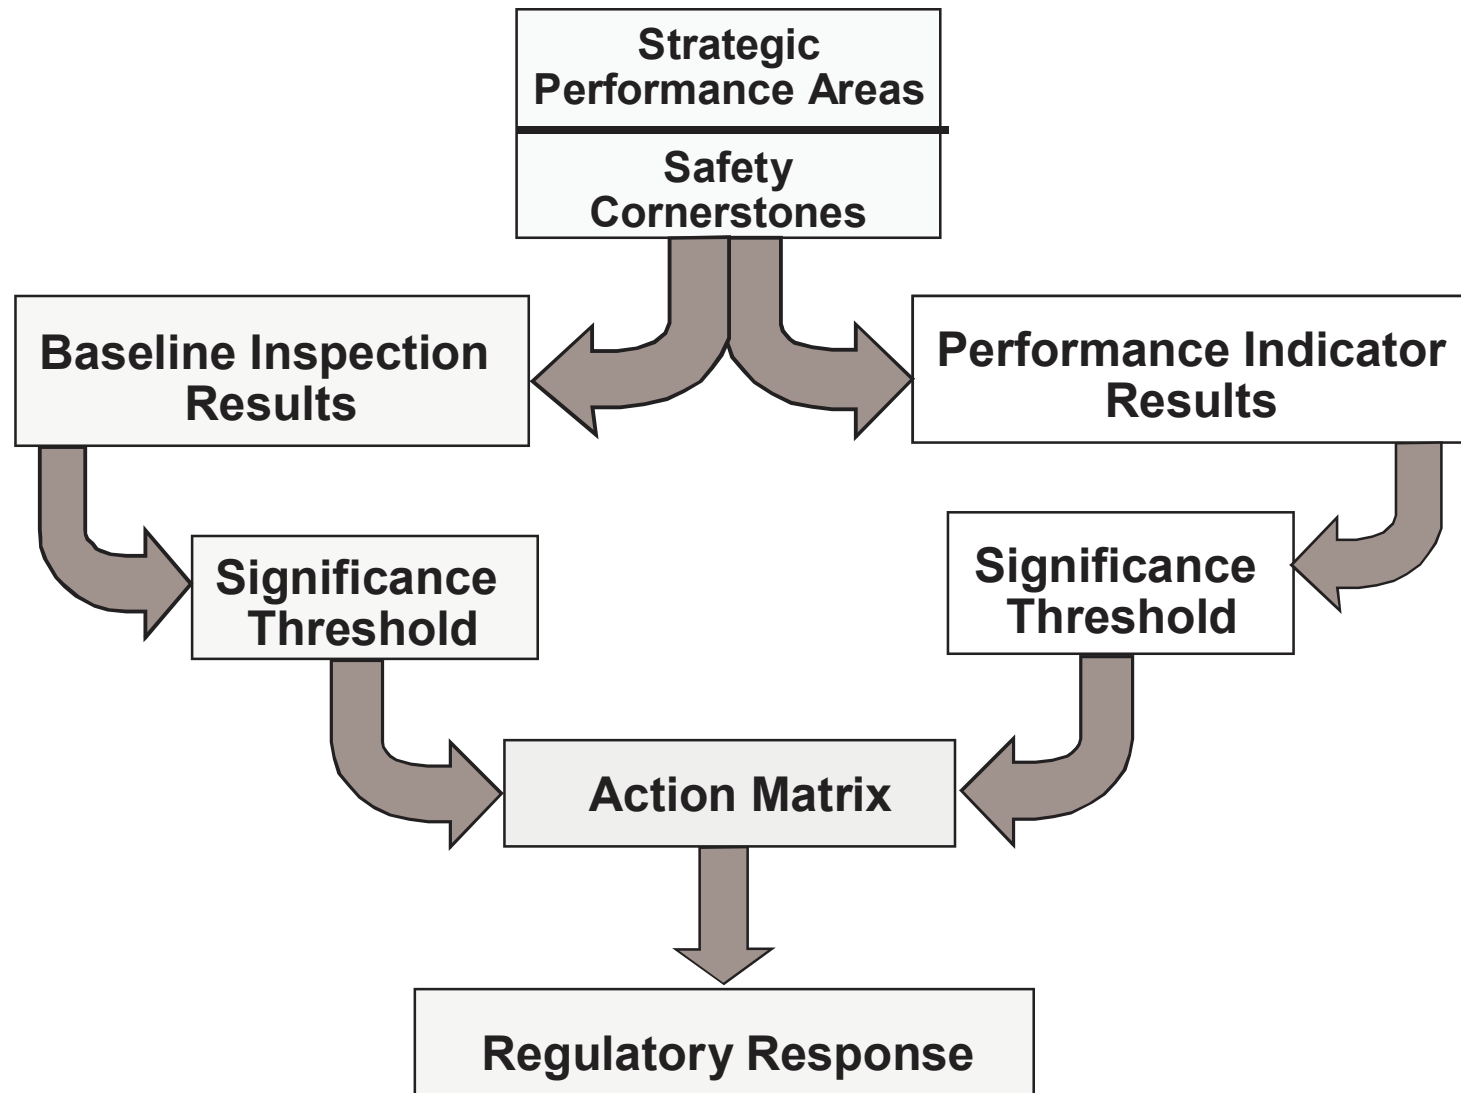 Strategic
Performance Areas
Safety
Cornerstones
Baseline Inspection
Results
Performance Indicator
Results
Significance
Threshold
Significance
Threshold
Action Matrix
Regulatory Response